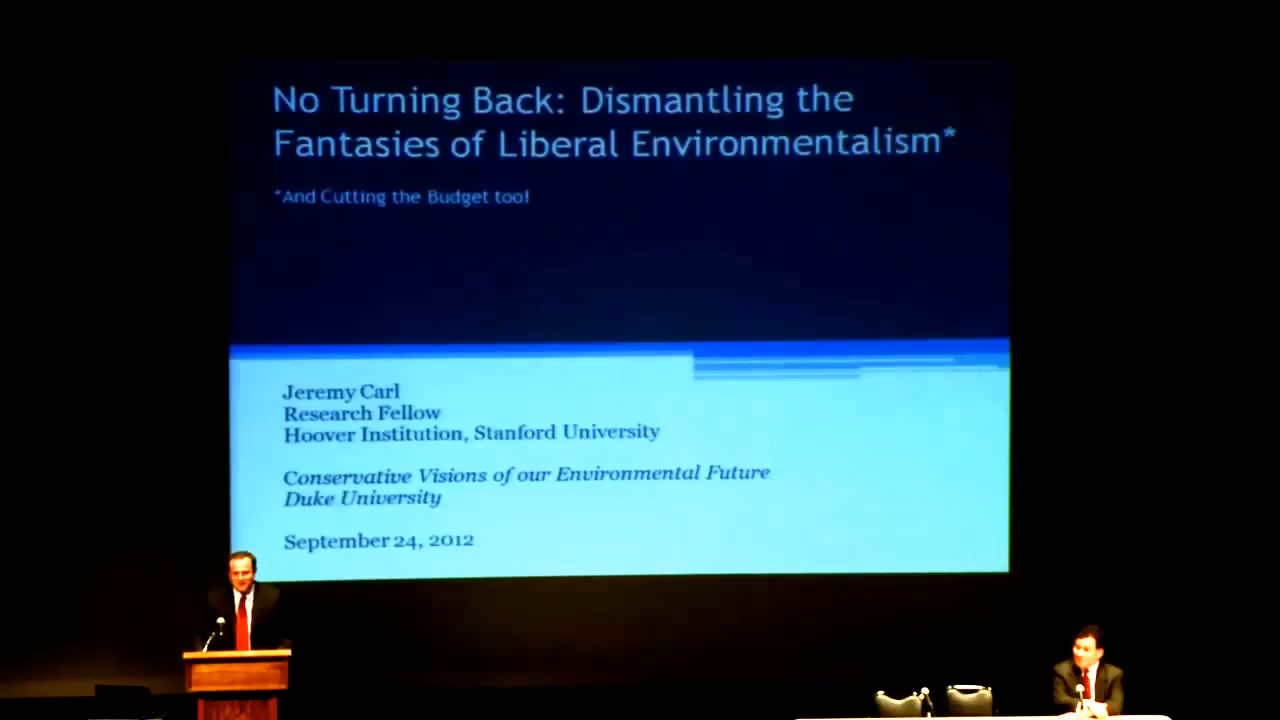 No Turning Back: Dismantling the
Fantasies of Liberal Environmentalism*
*And Cutting the Budget too!
Jeremy Carl
Research Fellow
Hoover Institution, Stanford University
Conservative Visions of our Environmental Future
Duke University
September 24, 2012